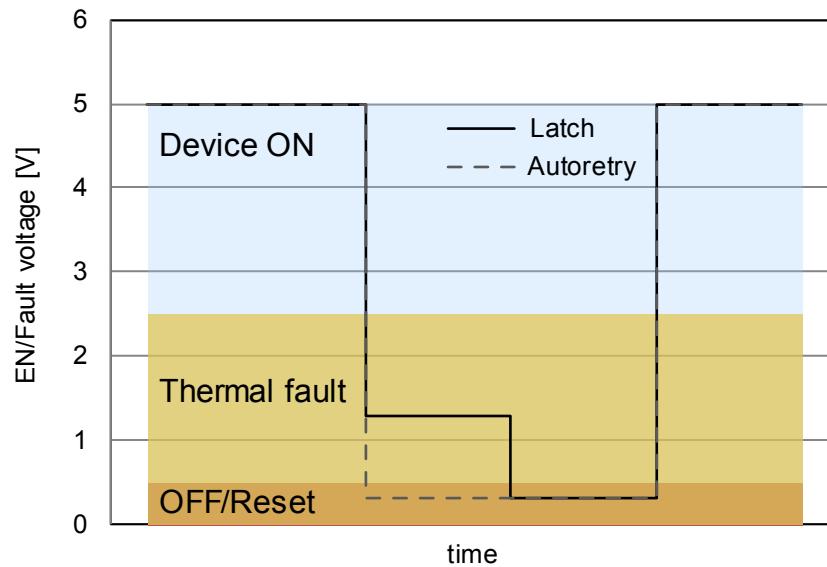 6
5
Device ON
Latch
Autoretry
4
3
EN/Fault voltage [V]
2
Thermal fault
1
OFF/Reset
0
time